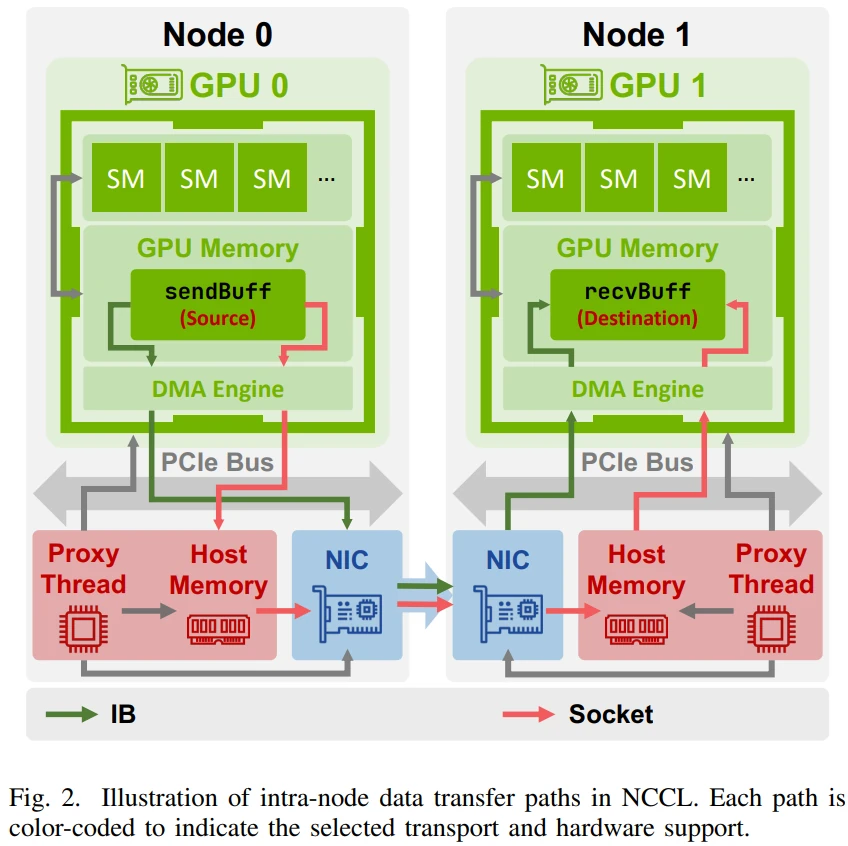 Node 0
GPU 0
SM SM SM ...
GPU Memory
sendBuff
(Source)
DMA Engine
PCIe Bus
Proxy
Thread
Host
Memory
NIC
Node 1
GPU 1
SM SM SM ...
GPU Memory
recvBuff
(Destination)
DMA Engine
PCIe Bus
NIC
Host
Memory
Proxy
Thread
IB
Socket
Fig. 2. Illustration of intra-node data transfer paths in NCCL. Each path is
color-coded to indicate the selected transport and hardware support.